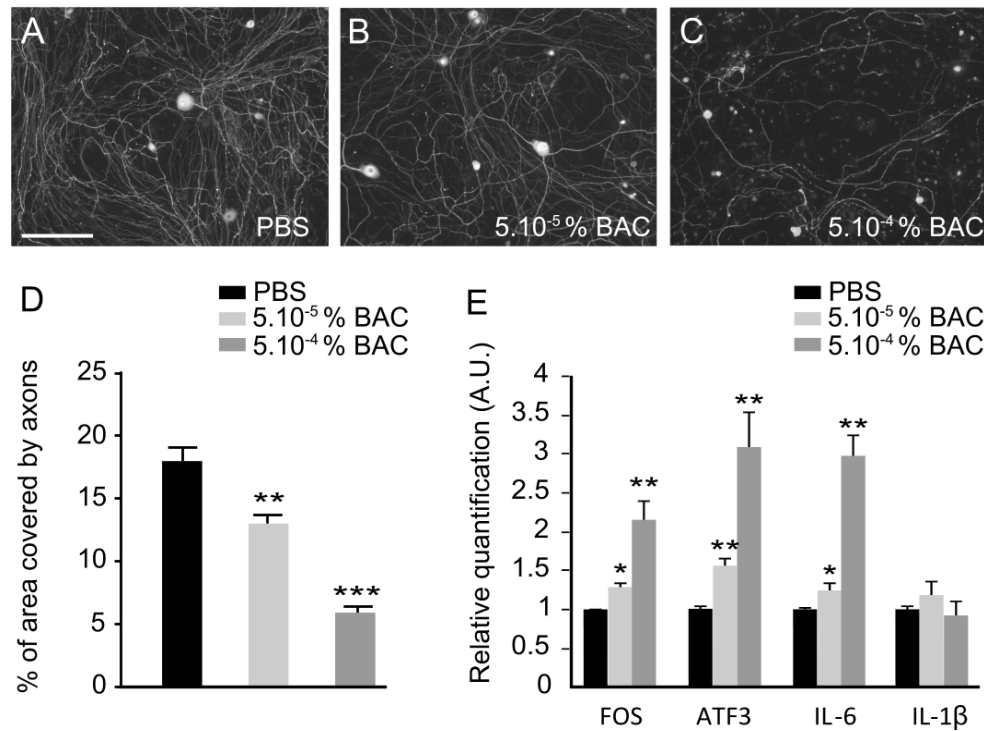 A
PBS
B
5.10⁻⁵% BAC
C
5.10⁻⁴% BAC
D
PBS
5.10⁻⁵ % BAC
5.10⁻⁴ % BAC
% of area covered by axons
25
20
15
10
5
0
**
***
E
PBS
5.10⁻⁵ % BAC
5.10⁻⁴ % BAC
Relative quantification (A.U.)
4
3.5
3
2.5
2
1.5
1
0.5
0
*
**
**
**
*
**
FOS ATF3 IL-6 IL-1β